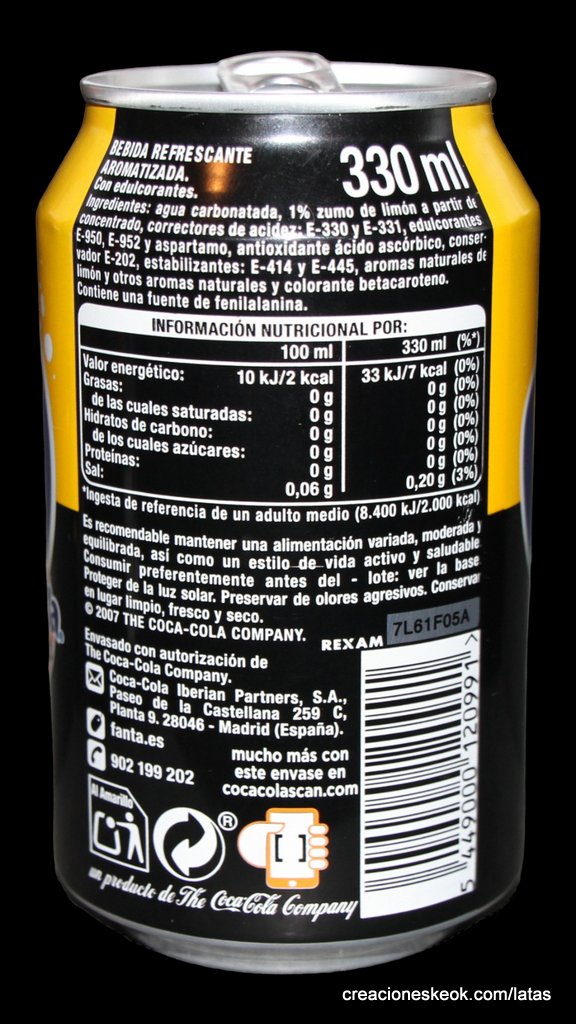 BEBIDA REFRESCANTE
AROMATIZADA.
Con edulcorantes.
330 ml
Ingredientes: agua carbonatada, 1% zumo de limón a partir de
concentrado, correctores de acidez: E-330 y E-331, edulcorantes
E-950, E-952 y aspartamo, antioxidante ácido ascórbico, conser-
vador E-202, estabilizantes: E-414 y E-445, aromas naturales de
limón y otros aromas naturales y colorante betacaroteno.
Contiene una fuente de fenilalanina.
INFORMACIÓN NUTRICIONAL POR:
100 ml 330 ml (%*)
Valor energético: 10 kJ/2 kcal 33 kJ/7 kcal (0%)
Grasas: 0 g 0 g (0%)
de las cuales saturadas: 0 g 0 g (0%)
Hidratos de carbono: 0 g 0 g (0%)
de los cuales azúcares: 0 g 0 g (0%)
Proteínas: 0 g 0 g (0%)
Sal: 0,06 g 0,20 g (3%)
*Ingesta de referencia de un adulto medio (8.400 kJ/2.000 kcal)
Es recomendable mantener una alimentación variada, moderada y
equilibrada, así como un estilo de vida activo y saludable.
Consumir preferentemente antes del - lote: ver la base.
Proteger de la luz solar. Preservar de olores agresivos. Conservar
en lugar limpio, fresco y seco.
© 2007 THE COCA-COLA COMPANY.
REXAM
7L61F05A
Envasado con autorización de
The Coca-Cola Company.
Coca-Cola Iberian Partners, S.A.,
Paseo de la Castellana 259 C,
Planta 9. 28046 - Madrid (España).
fanta.es
902 199 202
mucho más con
este envase en
cocacolascan.com
Al Amarillo
®
[ ]
un producto de The Coca-Cola Company
5 449000 120991 >
creacioneskeok.com/latas